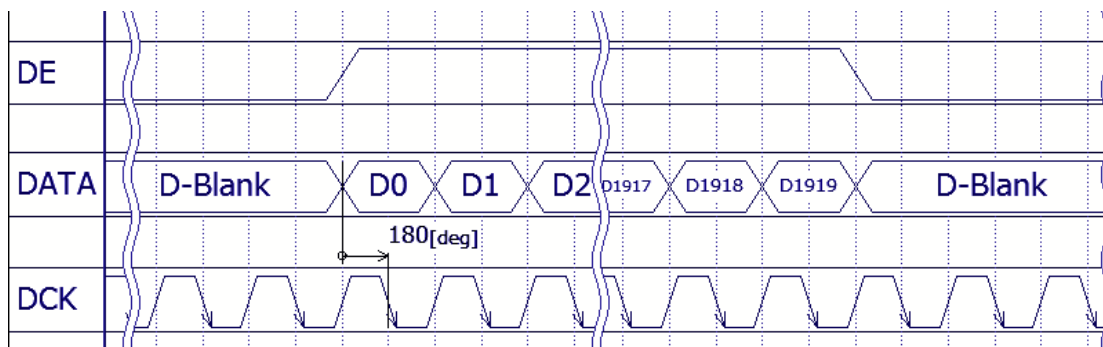 DE
DATA D-Blank D0 D1 D2 D1917 D1918 D1919 D-Blank
180[deg]
DCK